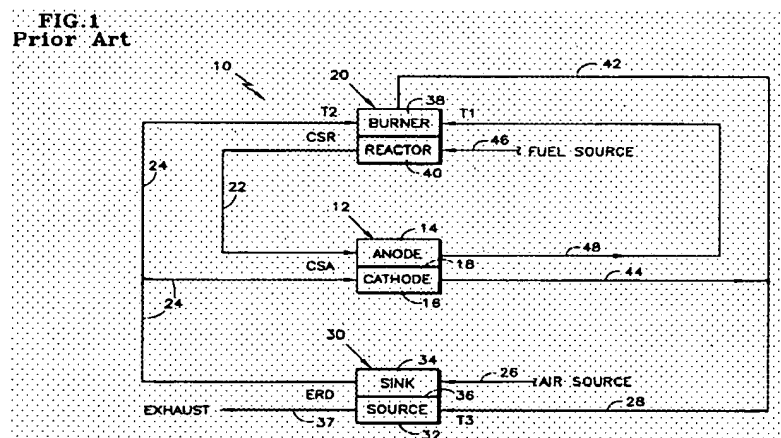 FIG.1
Prior Art
10
20
42
T2
38
T1
BURNER
CSR
REACTOR
46
FUEL SOURCE
40
24
22
12
14
ANODE
48
CSA
18
CATHODE
44
24
16
30
34
SINK
26
AIR SOURCE
ERD
36
EXHAUST
SOURCE
28
37
32
T3